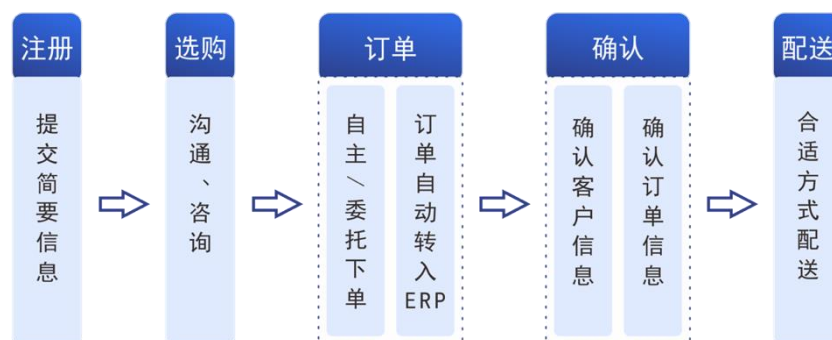 注册
提交简要信息
选购
沟通、咨询
订单
自主/委托下单
订单自动转入ERP
确认
确认客户信息
确认订单信息
配送
合适方式配送